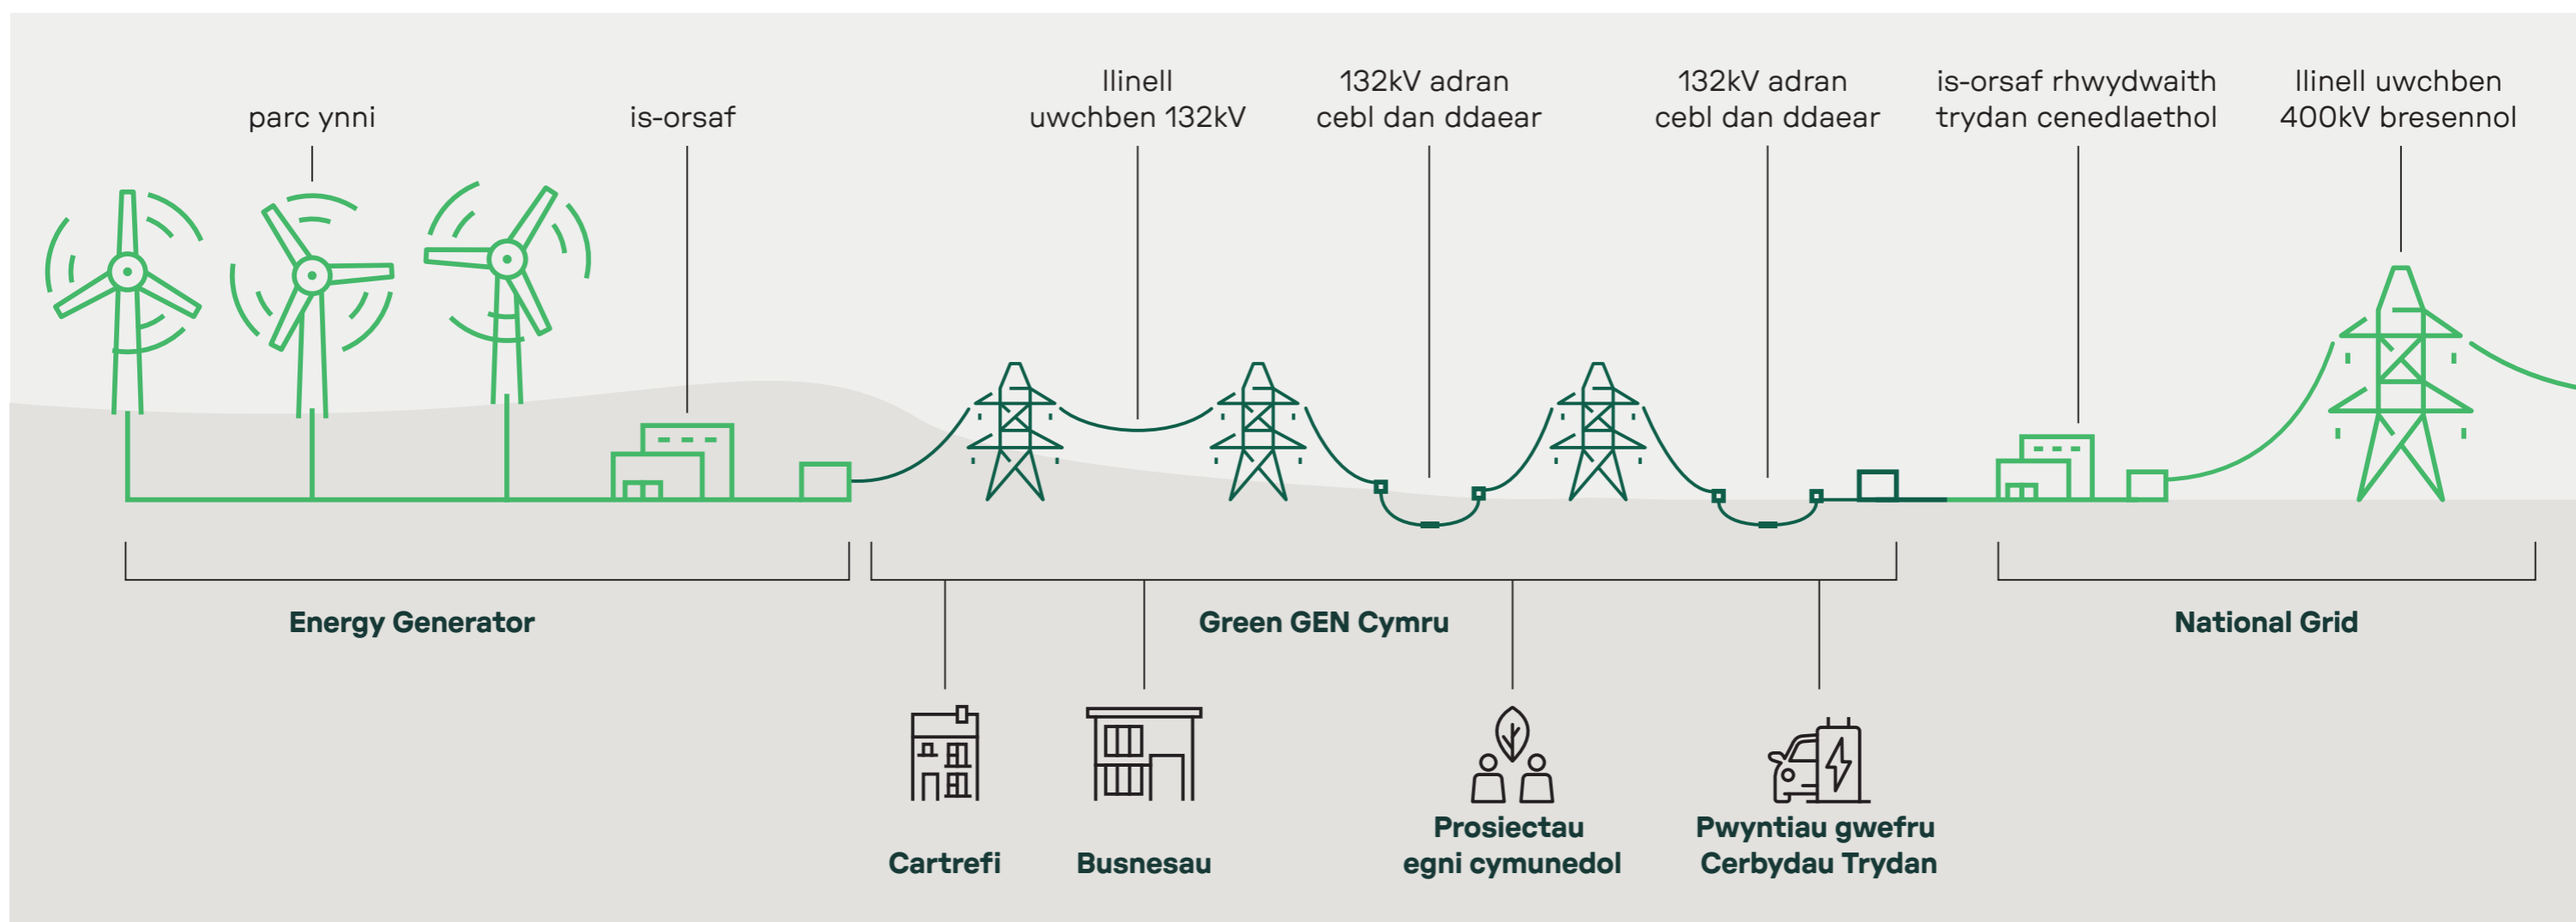 parc ynni
is-orsaf
llinell
uwchben 132kV
132kV adran
cebl dan ddaear
132kV adran
cebl dan ddaear
is-orsaf rhwydwaith
trydan cenedlaethol
llinell uwchben
400kV bresennol
Energy Generator
Green GEN Cymru
National Grid
Cartrefi
Busnesau
Prosiectau
egni cymunedol
Pwyntiau gwefru
Cerbydau Trydan